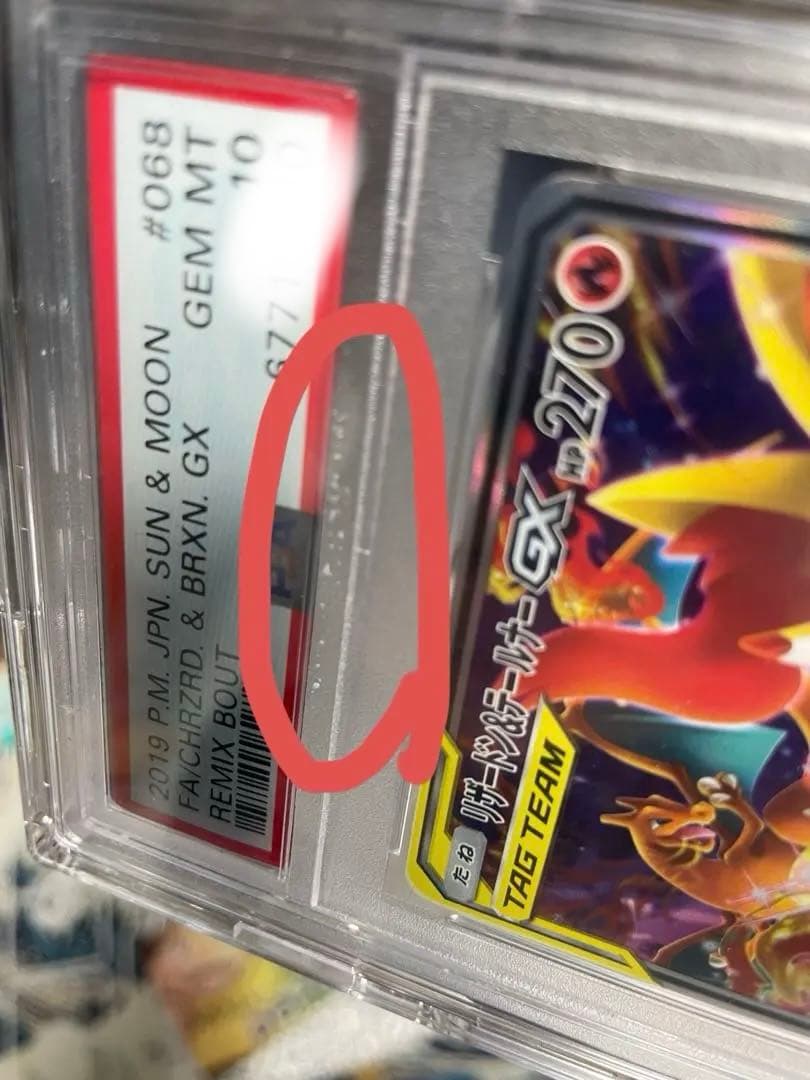 2019 P.M. JPN. SUN & MOON #068
FA/CHRZRD. & BRXN. GX GEM MT
REMIX BOUT 10
たね
リザードン&テールナーGX
HP 270
TAG TEAM